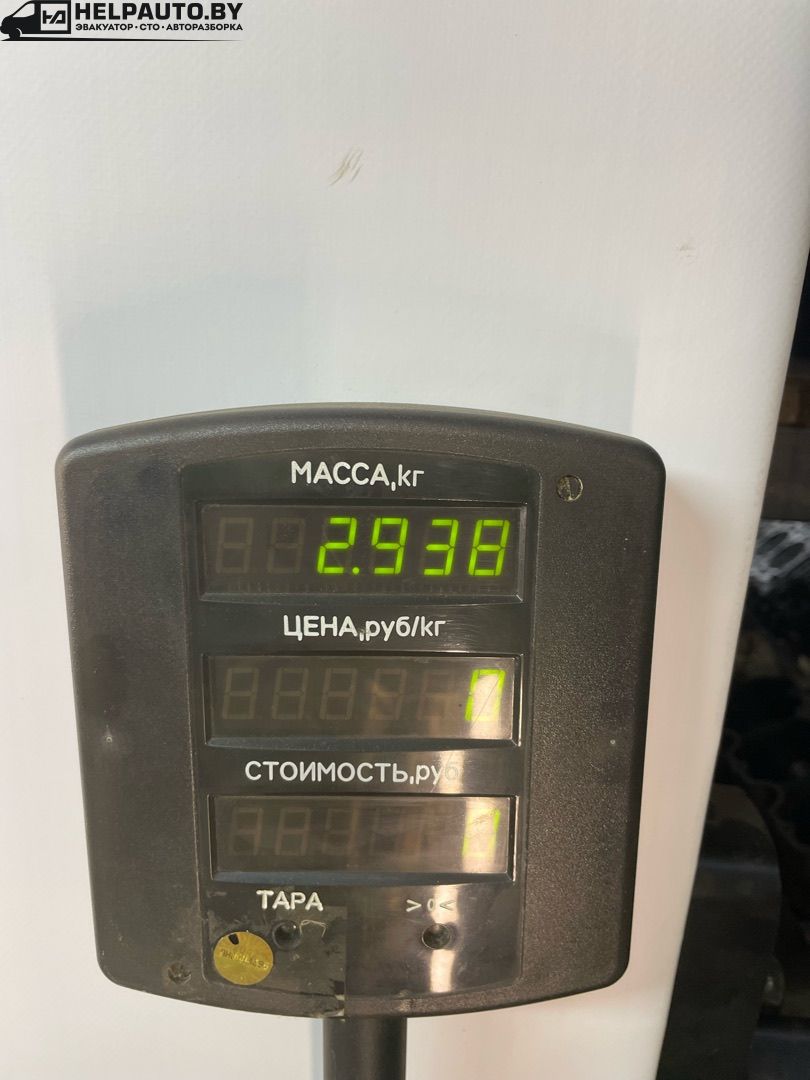 HELPAUTO.BY
ЭВАКУАТОР • СТО • АВТОРАЗБОРКА
МАССА,кг
2.938
ЦЕНА,руб/кг
0
СТОИМОСТЬ,руб
0
ТАРА >0<